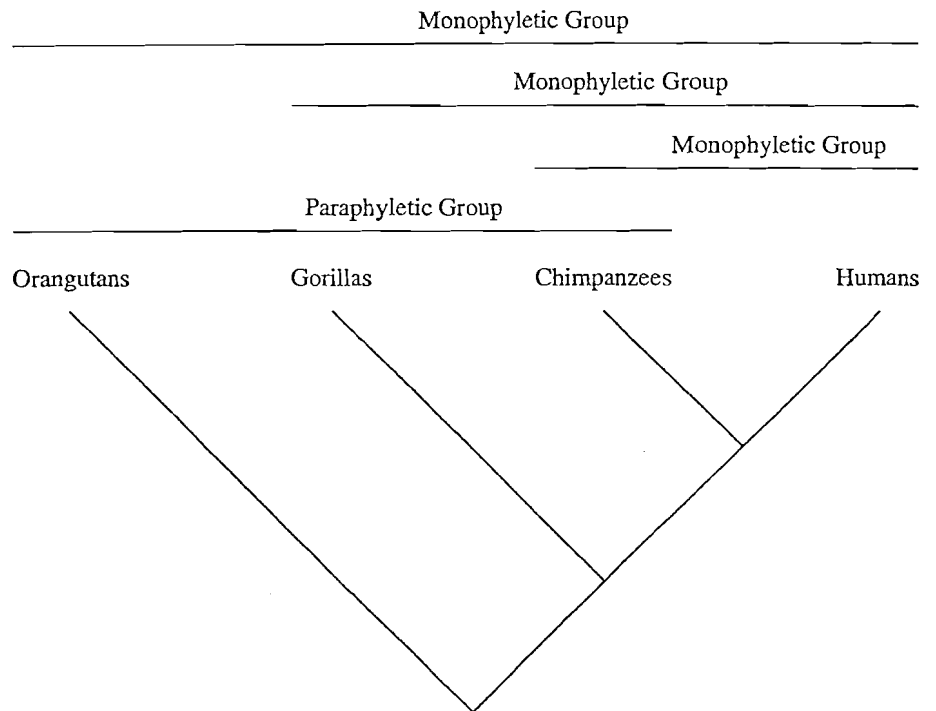 Monophyletic Group
Monophyletic Group
Monophyletic Group
Paraphyletic Group
Orangutans Gorillas Chimpanzees Humans